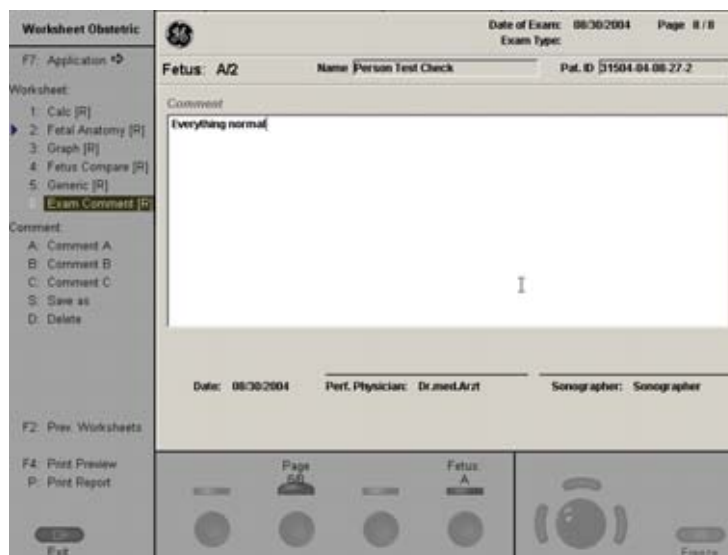 Worksheet Obstetric
F7: Application
Worksheet:
1: Calc [R]
2: Fetal Anatomy [R]
3: Graph [R]
4: Fetus Compare [R]
5: Generic [R]
Exam Comment [R]
Comment:
A: Comment A
B: Comment B
C: Comment C
S: Save as
D: Delete
F2: Prev. Worksheets
F4: Print Preview
P: Print Report
Exit
Date of Exam: 08/30/2004 Page 8/8
Exam Type:
Fetus: A/2 Name Person Test Check Pat. ID 31504-04-08-27-2
Comment
Everything normal
Date: 08/30/2004 Perf. Physician: Dr.med.Arzt Sonographer: Sonographer
Page Fetus:
A
Freeze